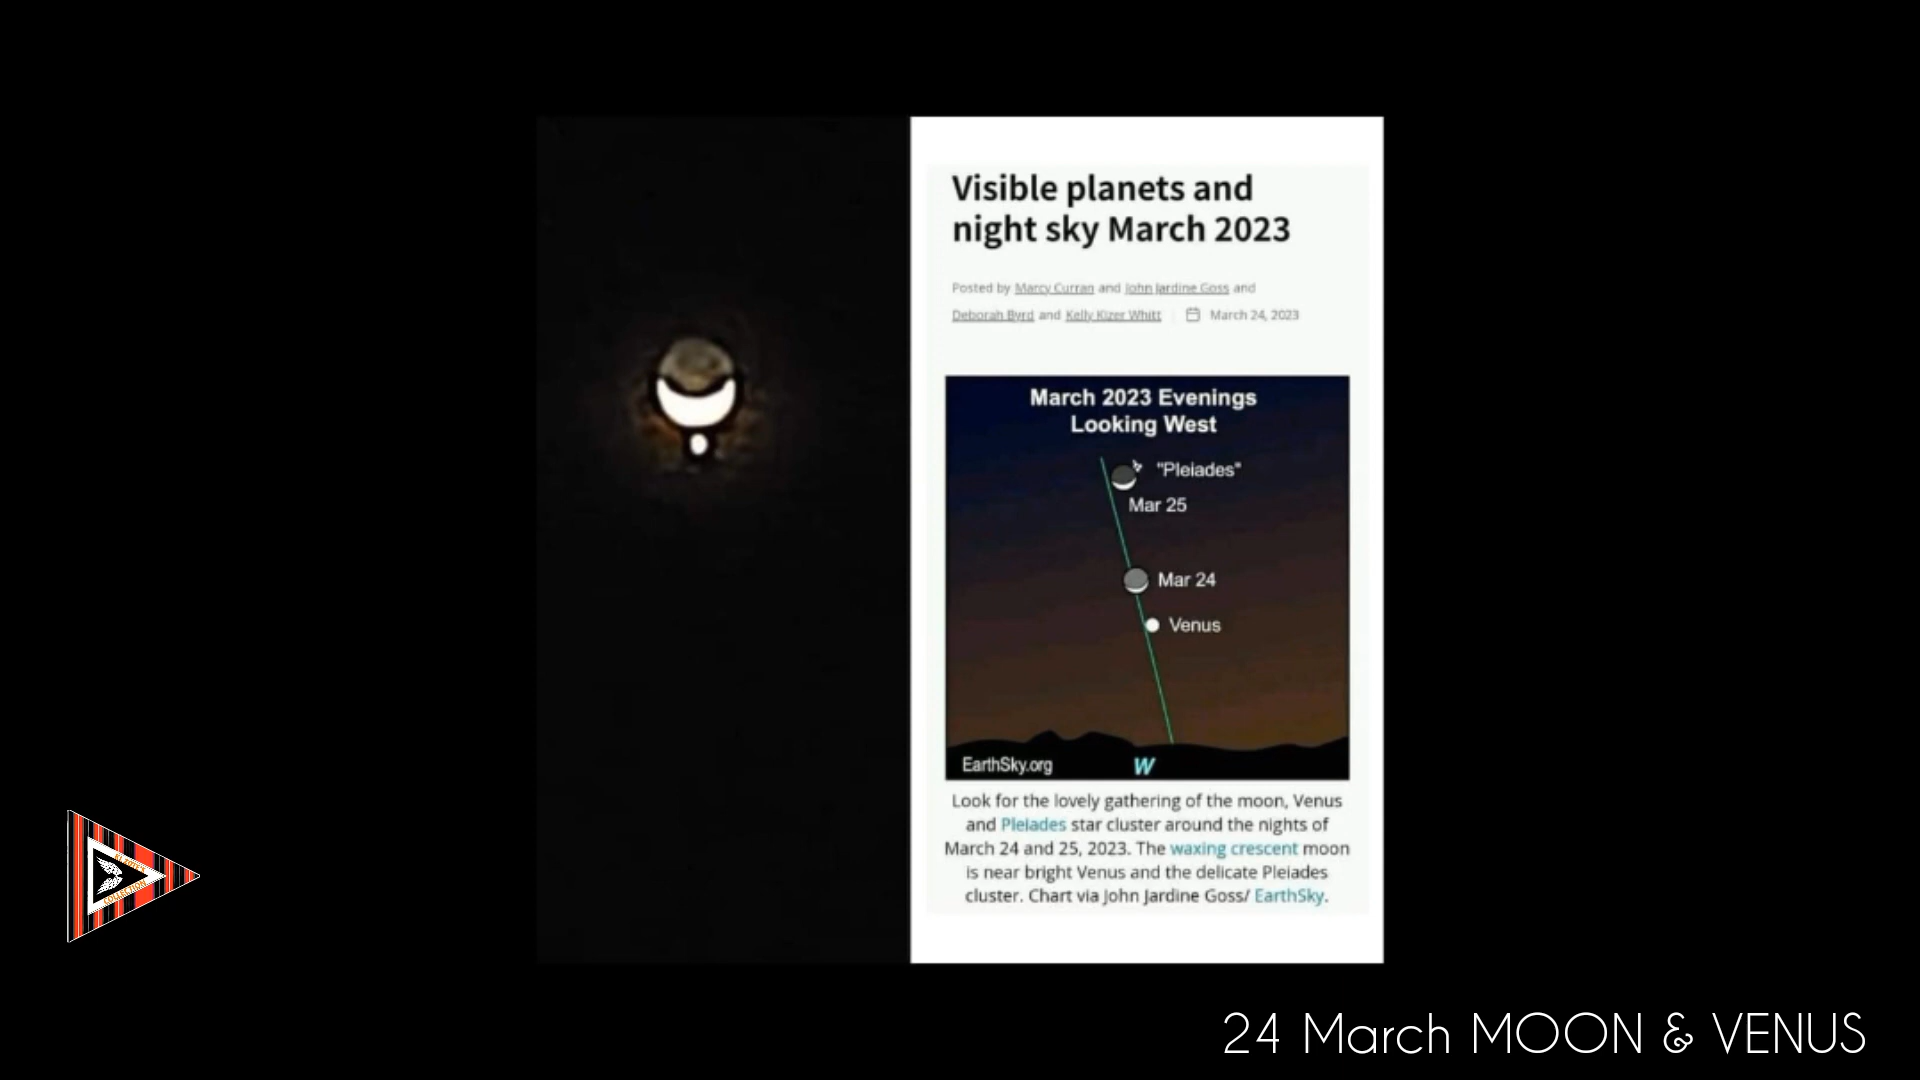 Visible planets and
night sky March 2023
Posted by Marcy Curran and John Jardine Goss and
Deborah Byrd and Kelly Kizer Whitt March 24, 2023
March 2023 Evenings
Looking West
"Pleiades"
Mar 25
Mar 24
Venus
EarthSky.org
W
Look for the lovely gathering of the moon, Venus
and Pleiades star cluster around the nights of
March 24 and 25, 2023. The waxing crescent moon
is near bright Venus and the delicate Pleiades
cluster. Chart via John Jardine Goss/ EarthSky.
COLLECTION
24 March MOON & VENUS